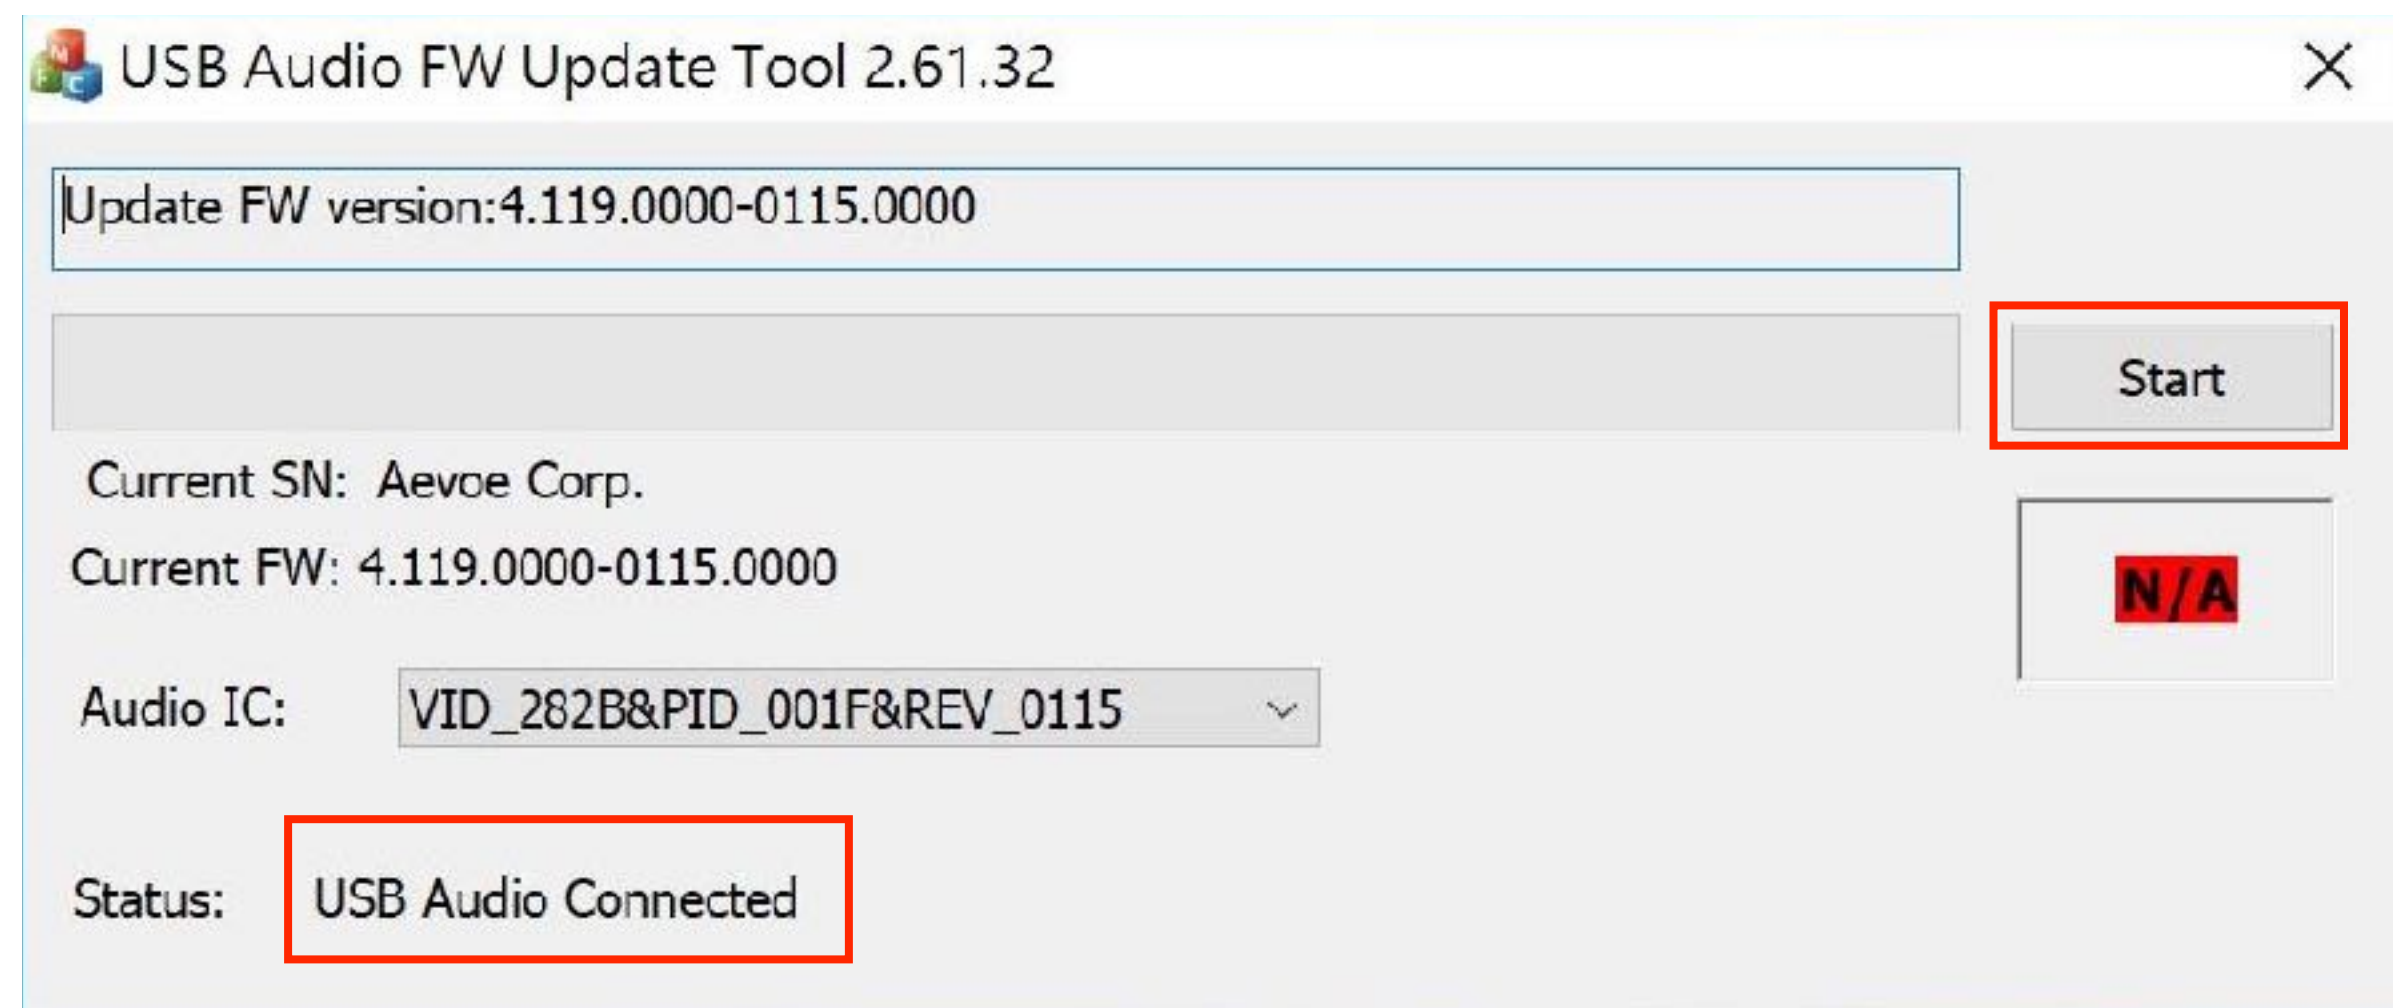 USB Audio FW Update Tool 2.61.32
Update FW version:4.119.0000-0115.0000
Start
Current SN: Aevoe Corp.
Current FW: 4.119.0000-0115.0000
N/A
Audio IC: VID_282B&PID_001F&REV_0115
Status: USB Audio Connected